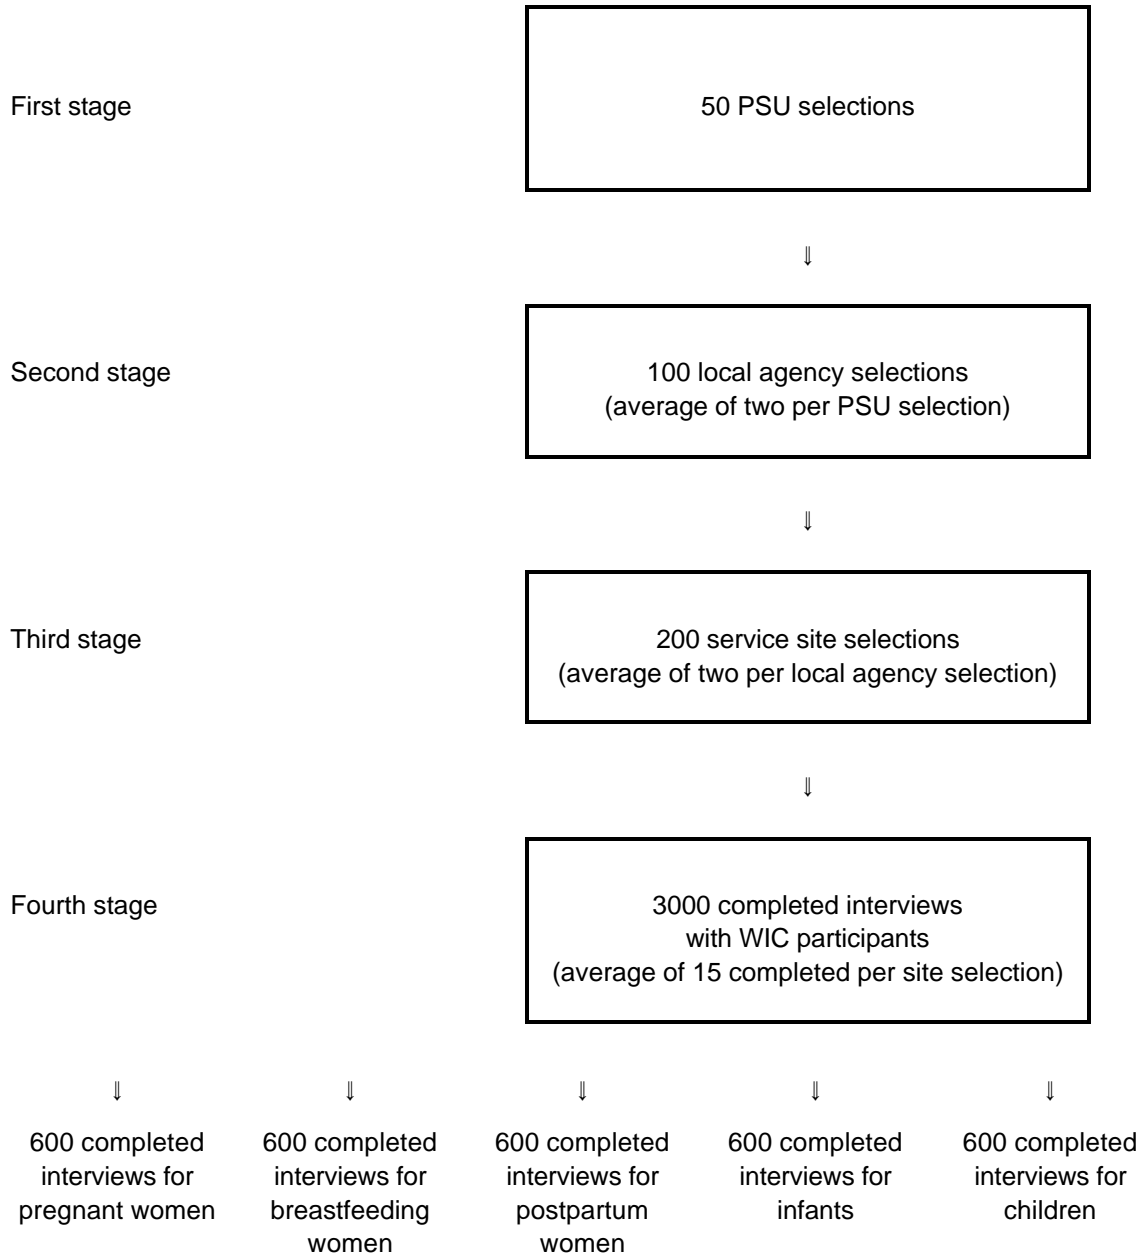 First stage
50 PSU selections
⇓
Second stage
100 local agency selections
(average of two per PSU selection)
⇓
Third stage
200 service site selections
(average of two per local agency selection)
⇓
Fourth stage
3000 completed interviews
with WIC participants
(average of 15 completed per site selection)
⇓ ⇓ ⇓ ⇓ ⇓
600 completed
interviews for
pregnant women
600 completed
interviews for
breastfeeding
women
600 completed
interviews for
postpartum
women
600 completed
interviews for
infants
600 completed
interviews for
children